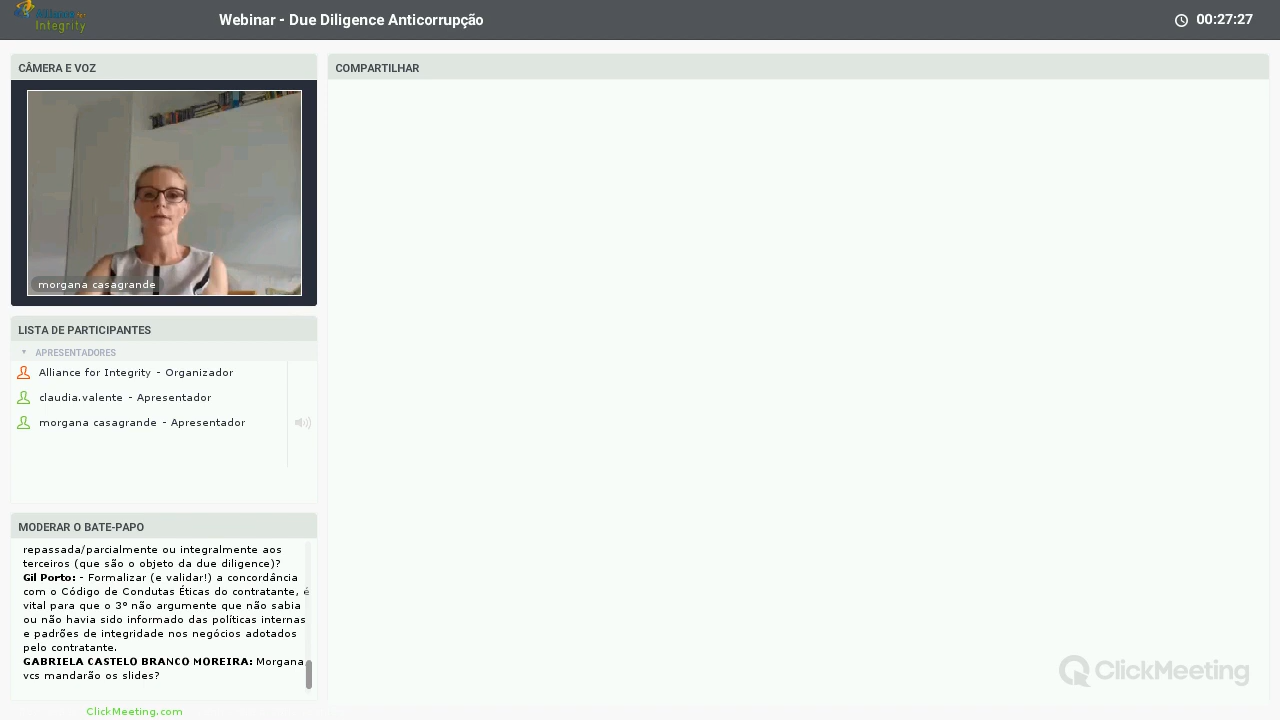 Alliance for
Integrity
Webinar - Due Diligence Anticorrupção
00:27:27
CÂMERA E VOZ
morgana casagrande
LISTA DE PARTICIPANTES
APRESENTADORES
Alliance for Integrity - Organizador
claudia.valente - Apresentador
morgana casagrande - Apresentador
MODERAR O BATE-PAPO
repassada/parcialmente ou integralmente aos
terceiros (que são o objeto da due diligence)?
Gil Porto: - Formalizar (e validar!) a concordância
com o Código de Condutas Éticas do contratante, é
vital para que o 3º não argumente que não sabia
ou não havia sido informado das políticas internas
e padrões de integridade nos negócios adotados
pelo contratante.
GABRIELA CASTELO BRANCO MOREIRA: Morgana
vcs mandarão os slides?
ClickMeeting.com
COMPARTILHAR
ClickMeeting